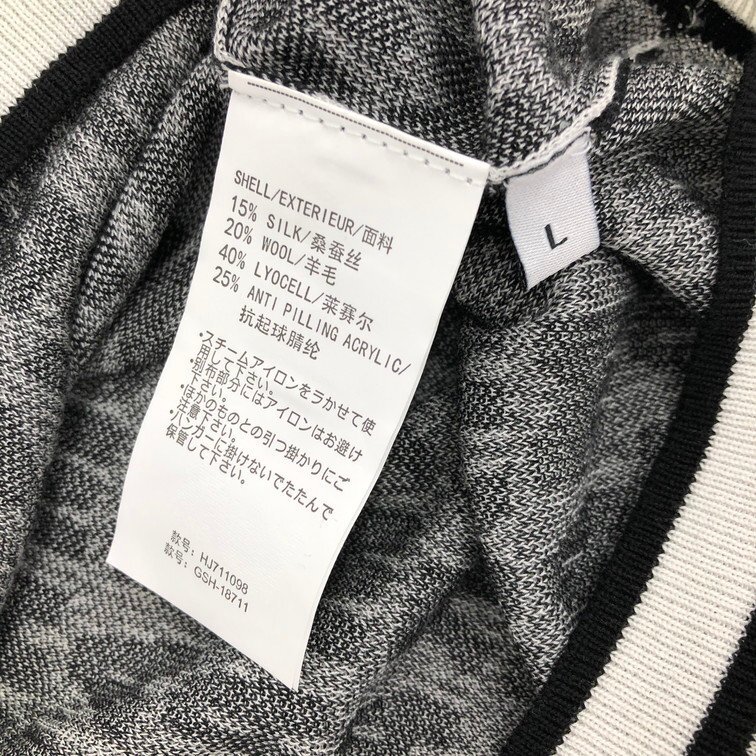 SHELL/EXTERIEUR/面料
15% SILK/桑蚕丝
20% WOOL/羊毛
40% LYOCELL/莱赛尔
25% ANTI PILLING ACRYLIC/
抗起球腈纶
・スチームアイロンをうかせて使
用して下さい。
・別布部分にはアイロンはお避け
下さい。
・ほかのものとの引つ掛かりにご
注意下さい。
・ハンガーに掛けないでたたんで
保管して下さい。
款号: HJ711098
款号: GSH-18711
L